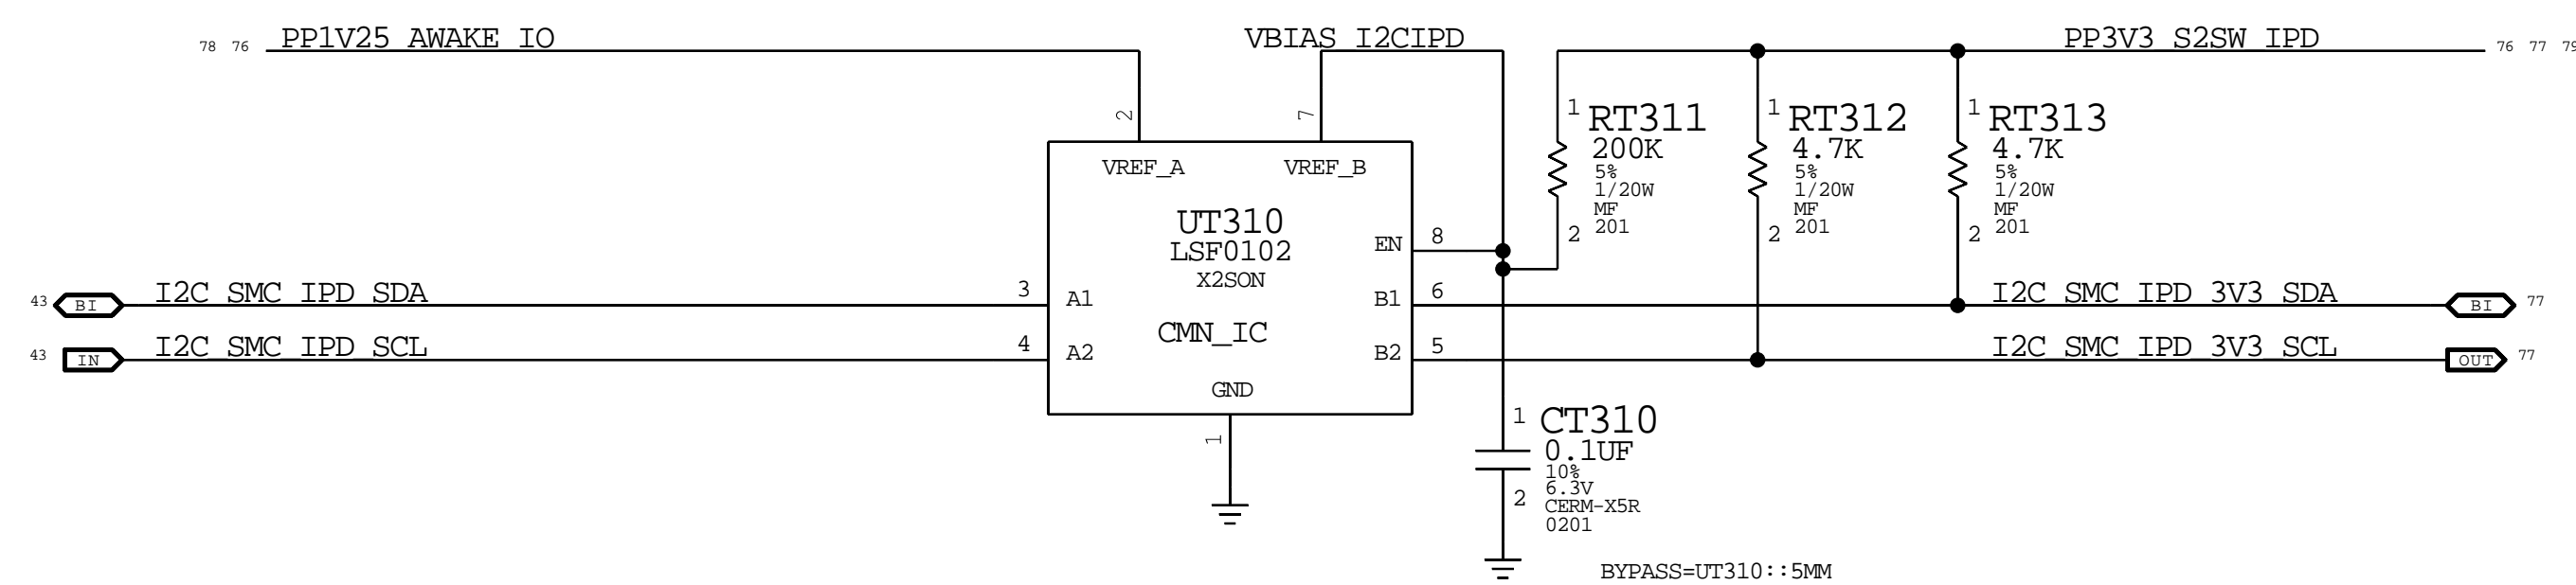 78 76 PP1V25_AWAKE_IO
VBIAS_I2CIPD
PP3V3_S2SW_IPD 76 77 79
2
7
VREF_A
VREF_B
UT310
LSF0102
X2SON
CMN_IC
GND
1
EN
8
A1
3
B1
6
A2
4
B2
5
1
RT311
200K
5%
1/20W
MF
201
2
1
RT312
4.7K
5%
1/20W
MF
201
2
1
RT313
4.7K
5%
1/20W
MF
201
2
43 BI I2C_SMC_IPD_SDA
I2C_SMC_IPD_3V3_SDA BI 77
43 IN I2C_SMC_IPD_SCL
I2C_SMC_IPD_3V3_SCL OUT 77
1
CT310
0.1UF
10%
6.3V
CERM-X5R
0201
2
BYPASS=UT310::5MM